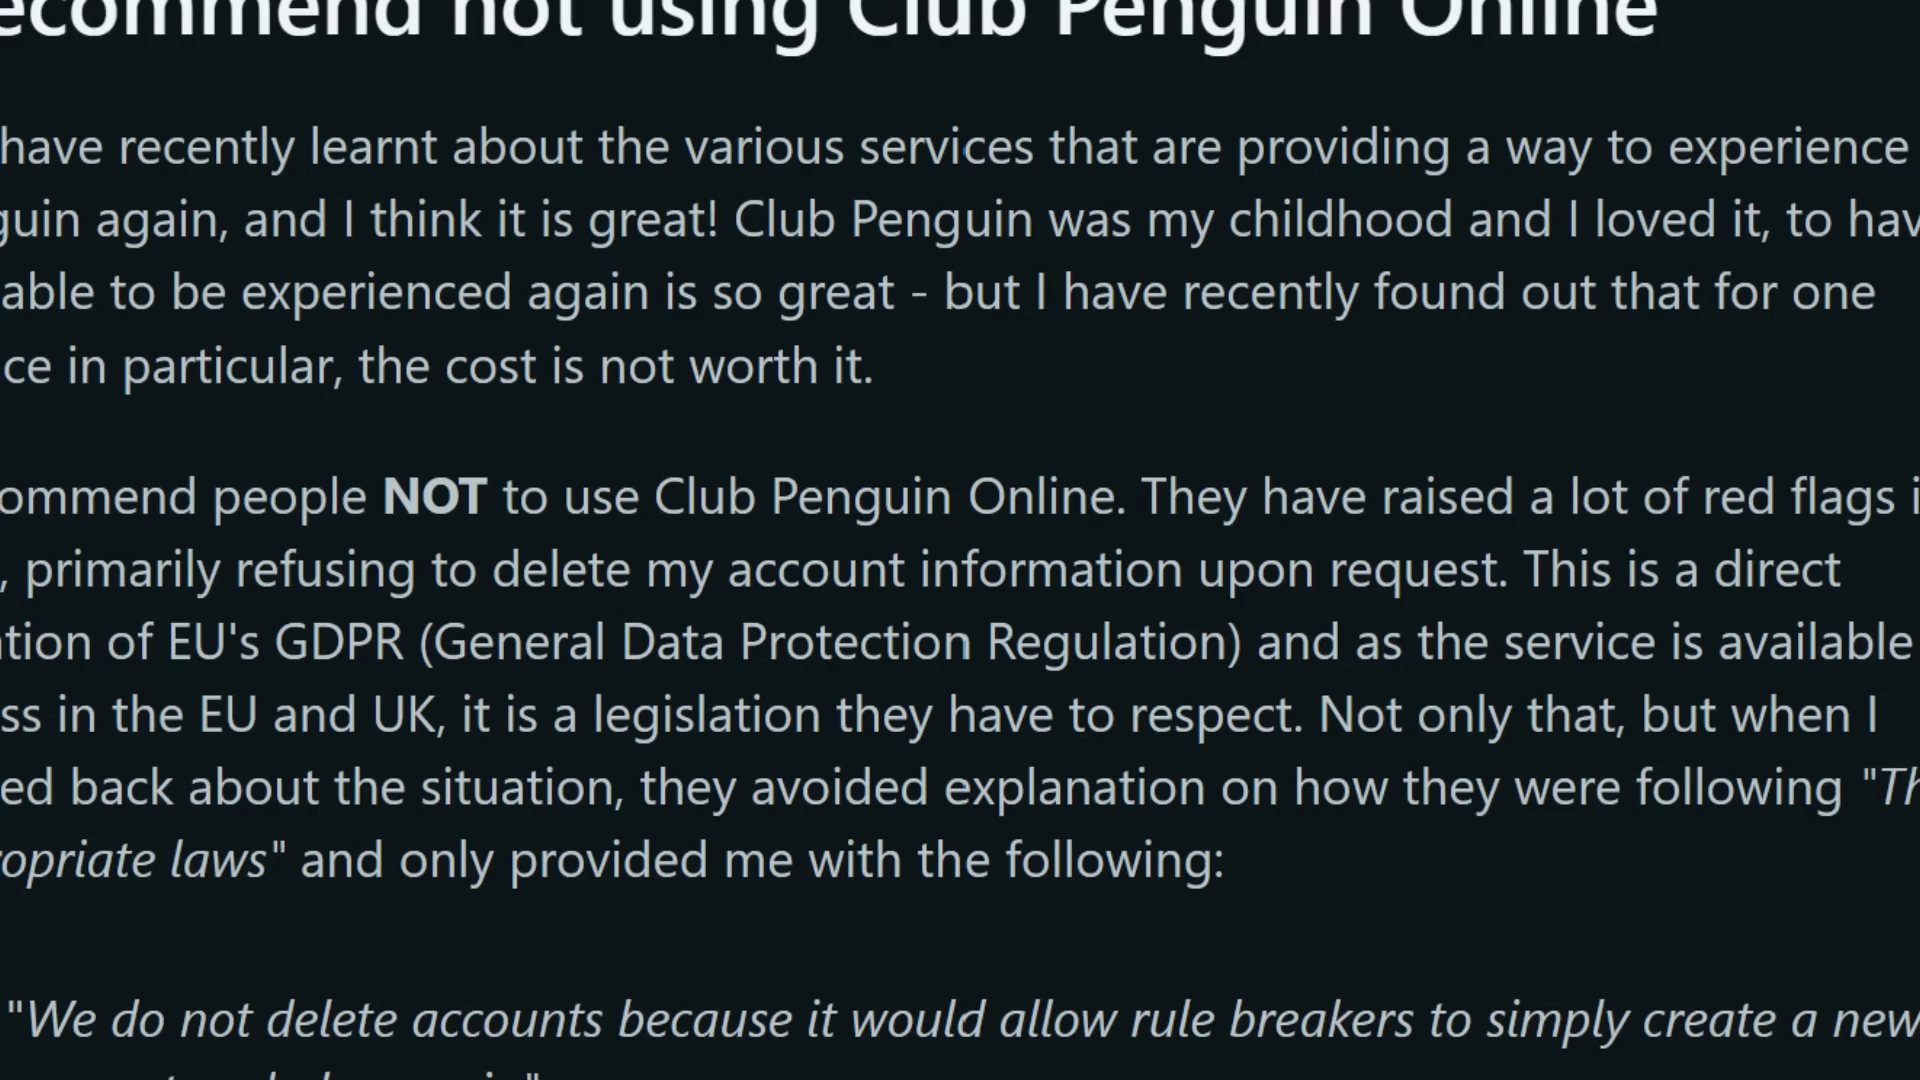 ecommend not using Club Penguin Online
have recently learnt about the various services that are providing a way to experience
guin again, and I think it is great! Club Penguin was my childhood and I loved it, to hav
able to be experienced again is so great - but I have recently found out that for one
ce in particular, the cost is not worth it.
ommend people NOT to use Club Penguin Online. They have raised a lot of red flags i
, primarily refusing to delete my account information upon request. This is a direct
ation of EU's GDPR (General Data Protection Regulation) and as the service is available
ss in the EU and UK, it is a legislation they have to respect. Not only that, but when I
ed back about the situation, they avoided explanation on how they were following "Th
ropriate laws" and only provided me with the following:
"We do not delete accounts because it would allow rule breakers to simply create a new